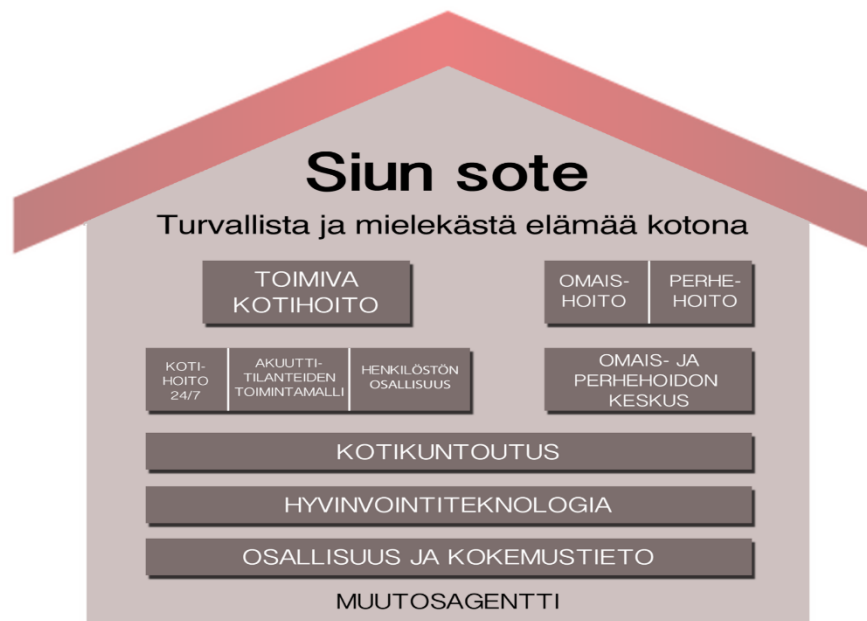 Siun sote
Turvallista ja mielekästä elämää kotona
TOIMIVA
KOTIHOITO
OMAIS-
HOITO
PERHE-
HOITO
KOTI-
HOITO
24/7
AKUUTTI-
TILANTEIDEN
TOIMINTAMALLI
HENKILÖSTÖN
OSALLISUUS
OMAIS- JA
PERHEHOIDON
KESKUS
KOTIKUNTOUTUS
HYVINVOINTITEKNOLOGIA
OSALLISUUS JA KOKEMUSTIETO
MUUTOSAGENTTI